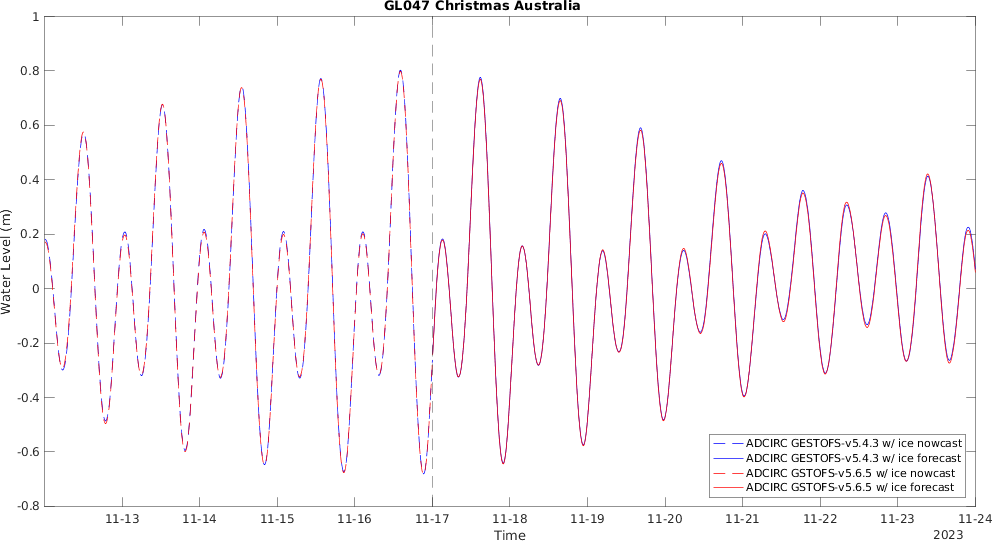 GL047 Christmas Australia
1
0.8
0.6
0.4
0.2
0
-0.2
-0.4
-0.6
-0.8
Water Level (m)
11-13 11-14 11-15 11-16 11-17 11-18 11-19 11-20 11-21 11-22 11-23 11-24
Time
2023
ADCIRC GESTOFS-v5.4.3 w/ ice nowcast
ADCIRC GESTOFS-v5.4.3 w/ ice forecast
ADCIRC GSTOFS-v5.6.5 w/ ice nowcast
ADCIRC GSTOFS-v5.6.5 w/ ice forecast